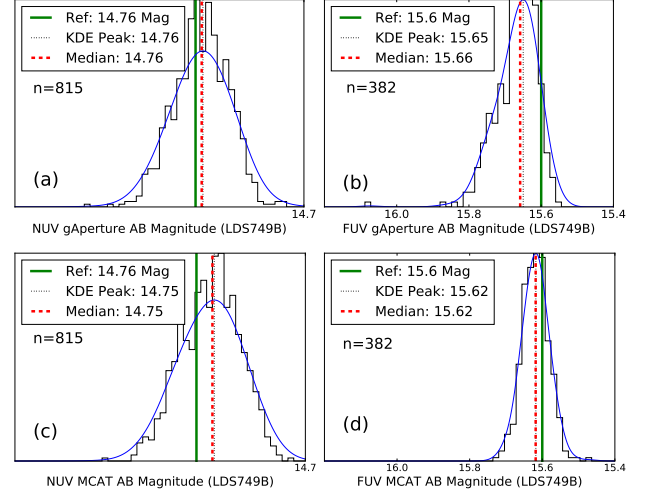 Ref: 14.76 Mag
KDE Peak: 14.76
Median: 14.76
n=815
(a)
14.7
NUV gAperture AB Magnitude (LDS749B)
Ref: 15.6 Mag
KDE Peak: 15.65
Median: 15.66
n=382
(b)
16.0 15.8 15.6 15.4
FUV gAperture AB Magnitude (LDS749B)
Ref: 14.76 Mag
KDE Peak: 14.75
Median: 14.75
n=815
(c)
14.7
NUV MCAT AB Magnitude (LDS749B)
Ref: 15.6 Mag
KDE Peak: 15.62
Median: 15.62
n=382
(d)
16.0 15.8 15.6 15.4
FUV MCAT AB Magnitude (LDS749B)